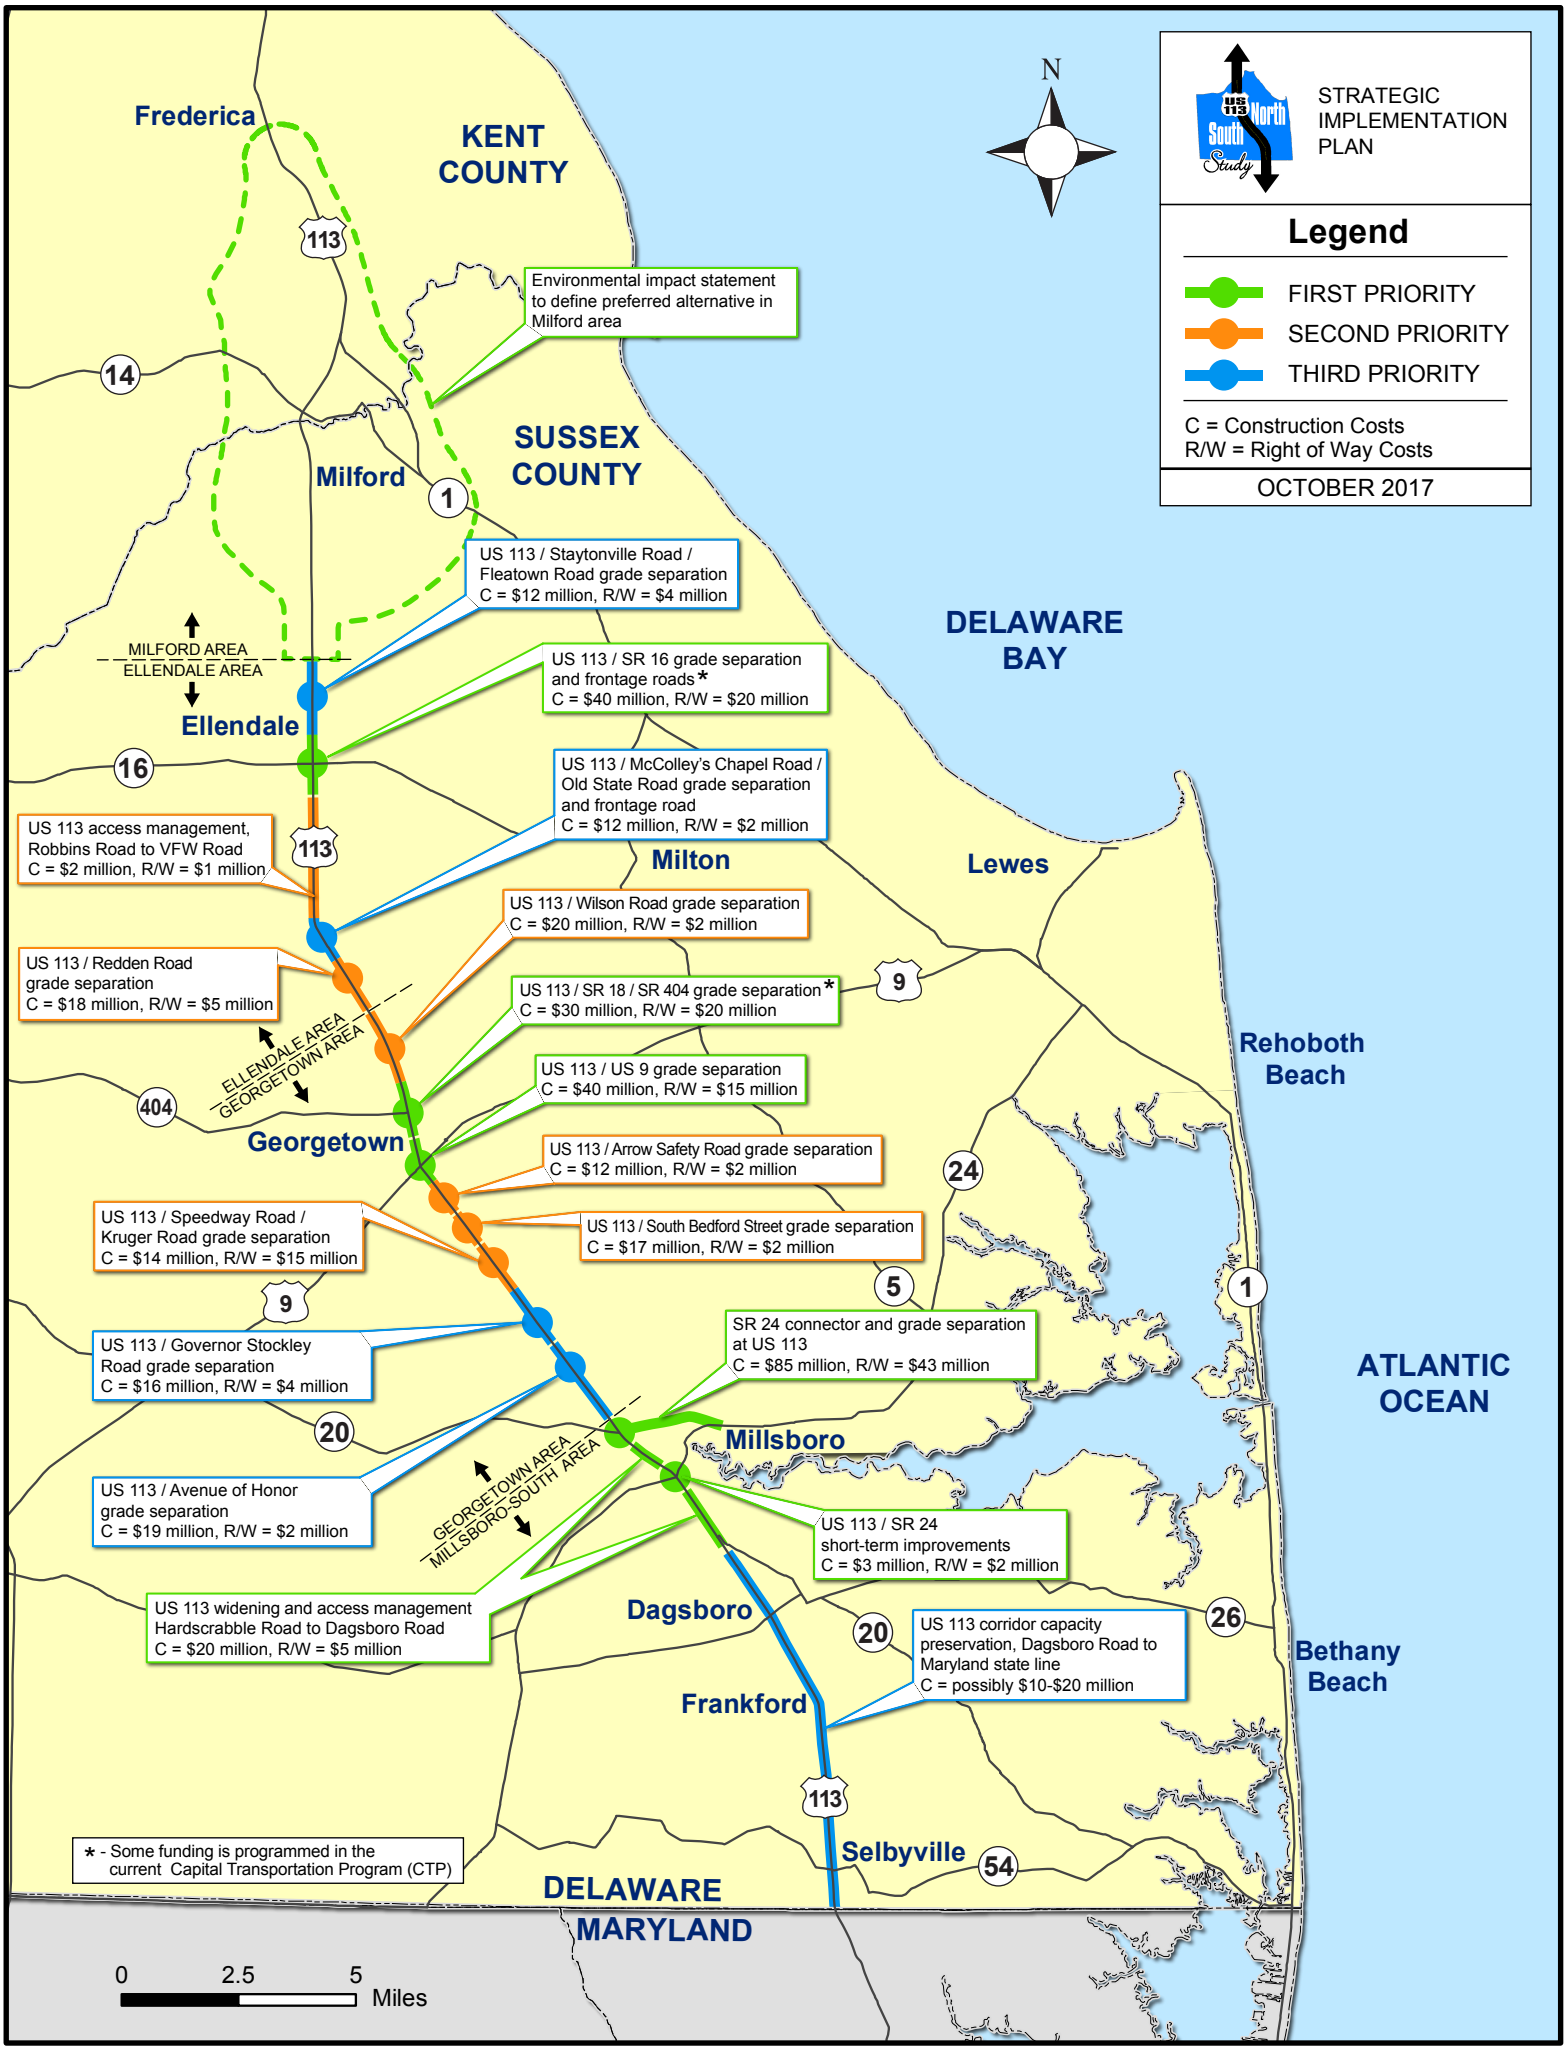 Frederica
KENT
COUNTY
N
US
113
North
South
Study
STRATEGIC
IMPLEMENTATION
PLAN
Legend
FIRST PRIORITY
SECOND PRIORITY
THIRD PRIORITY
C = Construction Costs
R/W = Right of Way Costs
OCTOBER 2017
113
Environmental impact statement
to define preferred alternative in
Milford area
14
SUSSEX
COUNTY
Milford
1
US 113 / Staytonville Road /
Fleatown Road grade separation
C = $12 million, R/W = $4 million
DELAWARE
BAY
MILFORD AREA
ELLENDALE AREA
US 113 / SR 16 grade separation
and frontage roads *
C = $40 million, R/W = $20 million
Ellendale
16
US 113 / McColley's Chapel Road /
Old State Road grade separation
and frontage road
C = $12 million, R/W = $2 million
US 113 access management,
Robbins Road to VFW Road
C = $2 million, R/W = $1 million
113
Milton
Lewes
US 113 / Wilson Road grade separation
C = $20 million, R/W = $2 million
US 113 / Redden Road
grade separation
C = $18 million, R/W = $5 million
US 113 / SR 18 / SR 404 grade separation *
C = $30 million, R/W = $20 million
9
ELLENDALE AREA
GEORGETOWN AREA
Rehoboth
Beach
US 113 / US 9 grade separation
C = $40 million, R/W = $15 million
404
Georgetown
US 113 / Arrow Safety Road grade separation
C = $12 million, R/W = $2 million
24
US 113 / Speedway Road /
Kruger Road grade separation
C = $14 million, R/W = $15 million
US 113 / South Bedford Street grade separation
C = $17 million, R/W = $2 million
9
5
1
US 113 / Governor Stockley
Road grade separation
C = $16 million, R/W = $4 million
SR 24 connector and grade separation
at US 113
C = $85 million, R/W = $43 million
ATLANTIC
OCEAN
20
Millsboro
GEORGETOWN AREA
MILLSBORO-SOUTH AREA
US 113 / Avenue of Honor
grade separation
C = $19 million, R/W = $2 million
US 113 / SR 24
short-term improvements
C = $3 million, R/W = $2 million
US 113 widening and access management
Hardscrabble Road to Dagsboro Road
C = $20 million, R/W = $5 million
Dagsboro
20
US 113 corridor capacity
preservation, Dagsboro Road to
Maryland state line
C = possibly $10-$20 million
26
Bethany
Beach
Frankford
113
Selbyville
54
* - Some funding is programmed in the
current Capital Transportation Program (CTP)
DELAWARE
MARYLAND
0 2.5 5
Miles